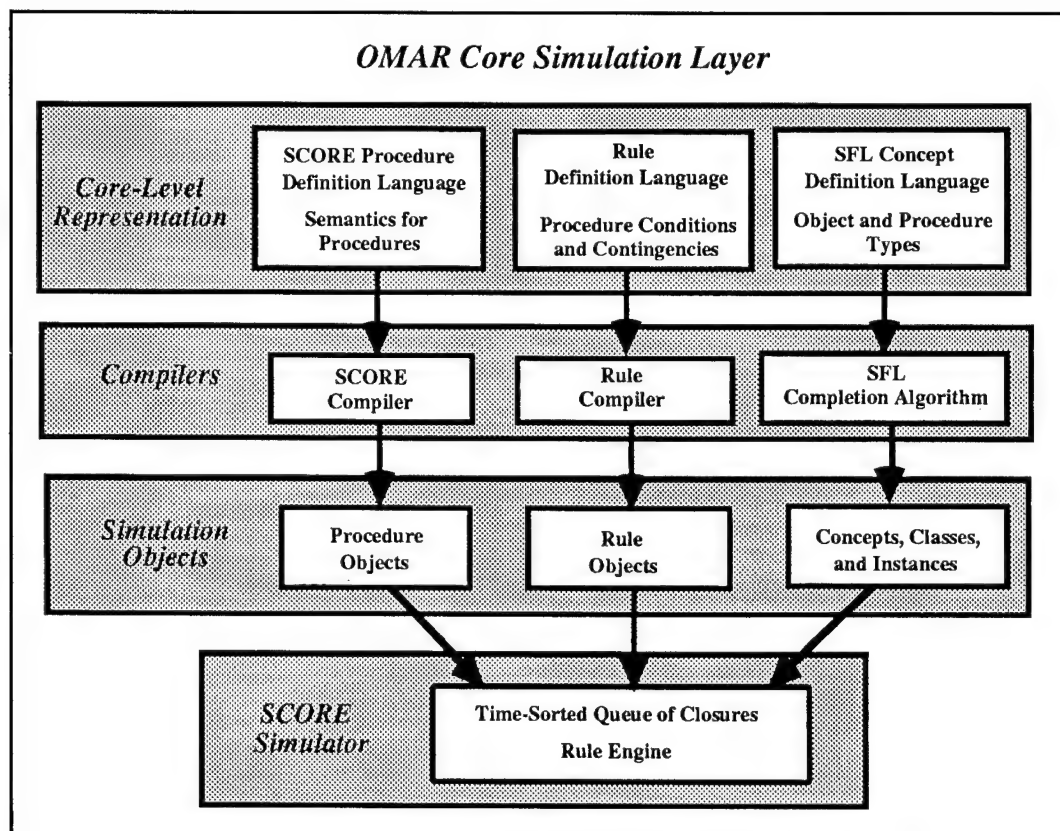 OMAR Core Simulation Layer
Core-Level
Representation
SCORE Procedure
Definition Language
Semantics for
Procedures
Rule
Definition Language
Procedure Conditions
and Contingencies
SFL Concept
Definition Language
Object and Procedure
Types
Compilers
SCORE
Compiler
Rule
Compiler
SFL
Completion Algorithm
Simulation
Objects
Procedure
Objects
Rule
Objects
Concepts, Classes,
and Instances
SCORE
Simulator
Time-Sorted Queue of Closures
Rule Engine